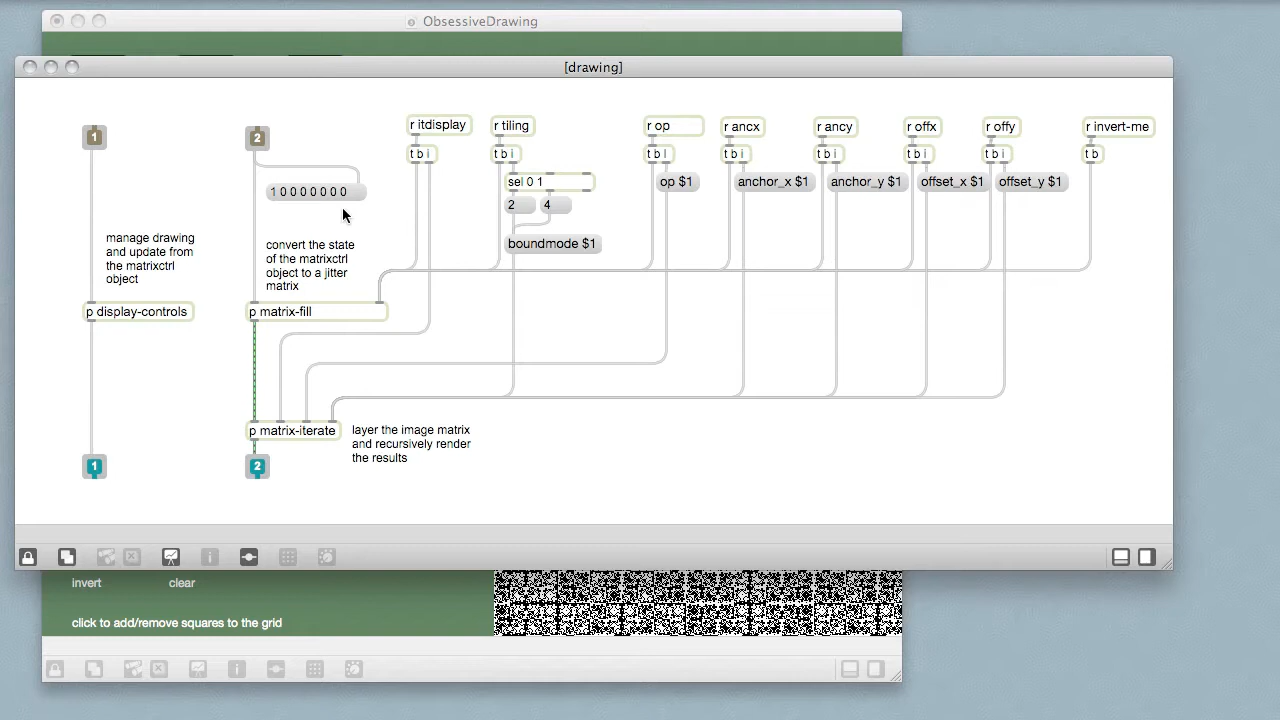 ObsessiveDrawing
[drawing]
1
2
r itdisplay
r tiling
r op
r ancx
r ancy
r offx
r offy
r invert-me
t b i
t b i
t b i
t b i
t b i
t b i
t b i
t b
1 0 0 0 0 0 0 0
sel 0 1
op $1
anchor_x $1
anchor_y $1
offset_x $1
offset_y $1
2
4
boundmode $1
manage drawing
and update from
the matrixctrl
object
convert the state
of the matrixctrl
object to a jitter
matrix
p display-controls
p matrix-fill
p matrix-iterate
layer the image matrix
and recursively render
the results
1
2
invert
clear
click to add/remove squares to the grid